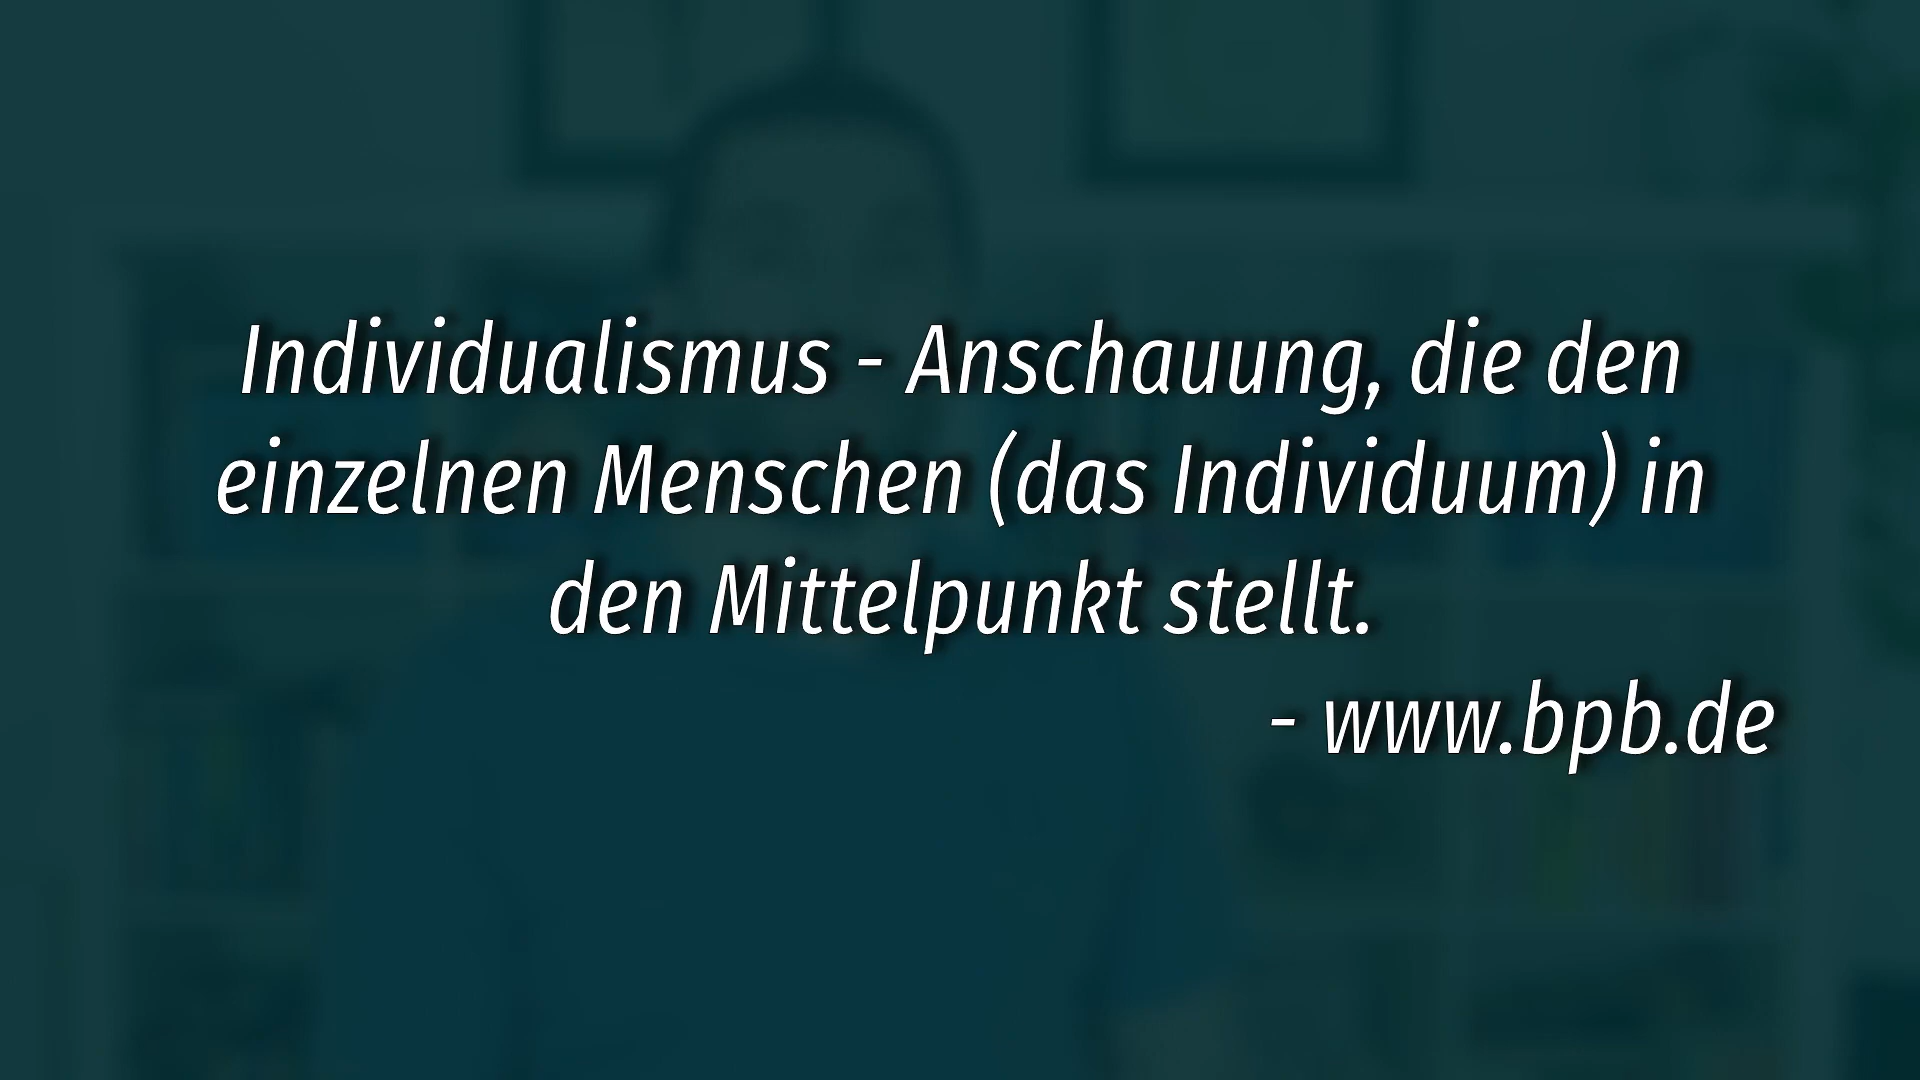 Individualismus - Anschauung, die den
einzelnen Menschen (das Individuum) in
den Mittelpunkt stellt.
- www.bpb.de